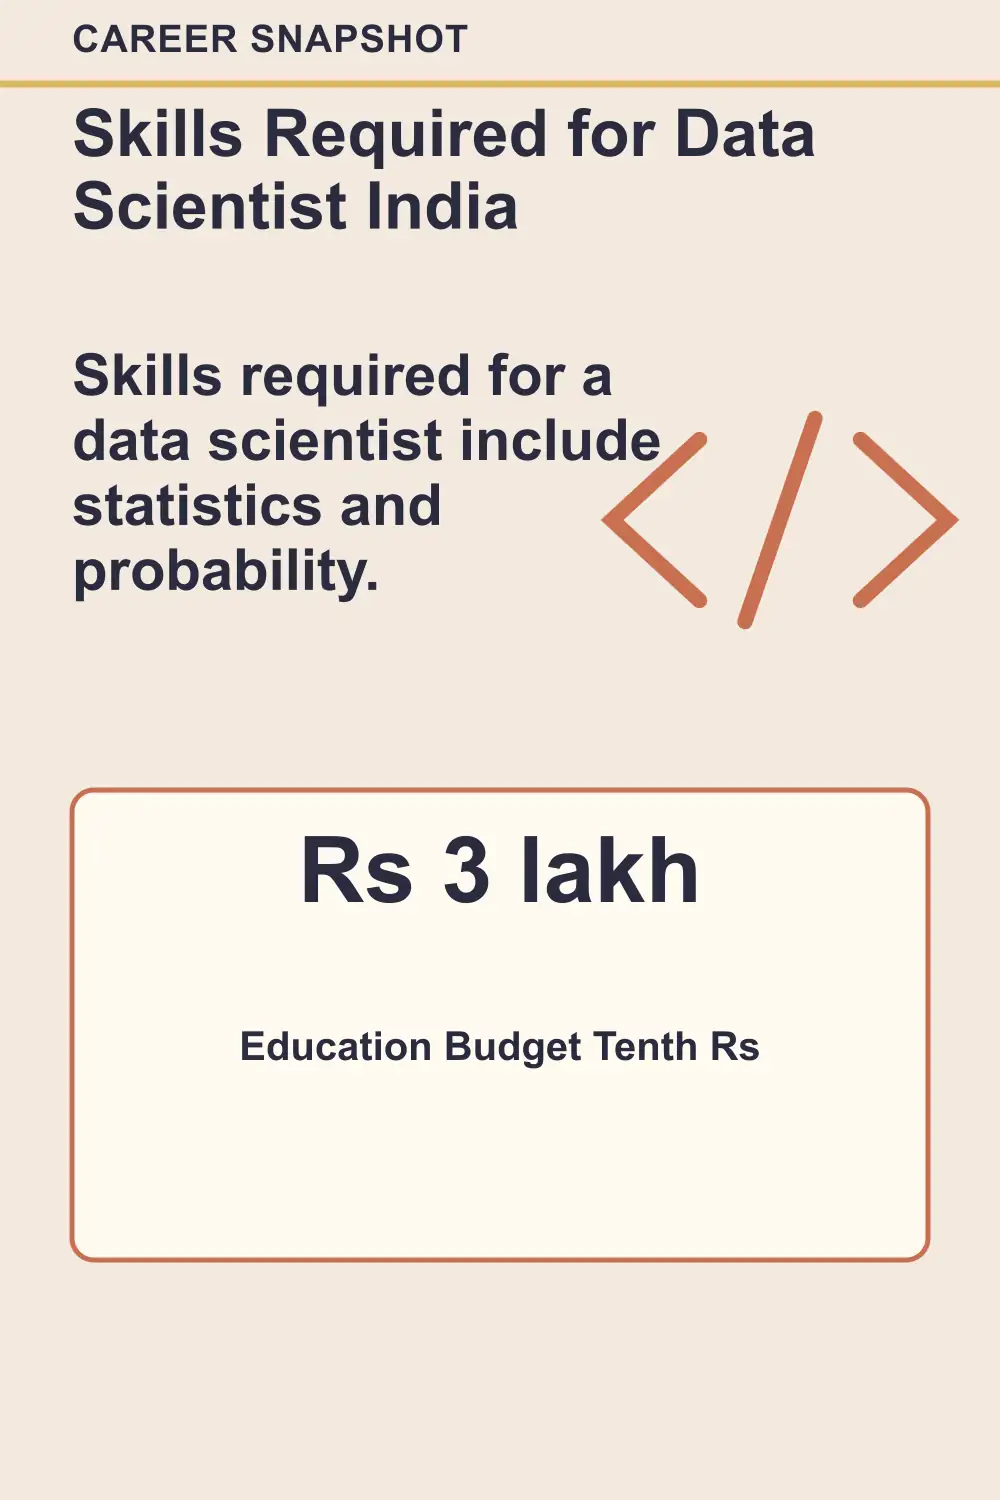 CAREER SNAPSHOT
Skills Required for Data
Scientist India
Skills required for a
data scientist include
statistics and
probability.
Rs 3 lakh
Education Budget Tenth Rs